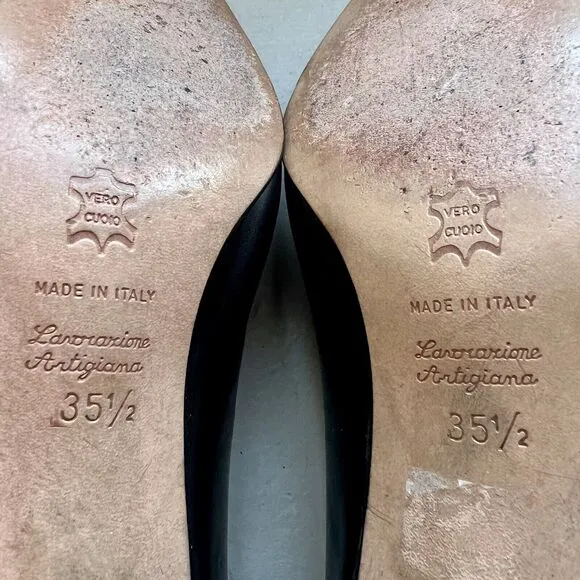 VERO
CUOIO
MADE IN ITALY
Lavorazione
Artigiana
35½
VERO
CUOIO
MADE IN ITALY
Lavorazione
Artigiana
35½